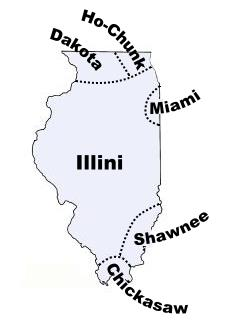 Ho-Chunk
Dakota
Miami
Illini
Shawnee
Chickasaw